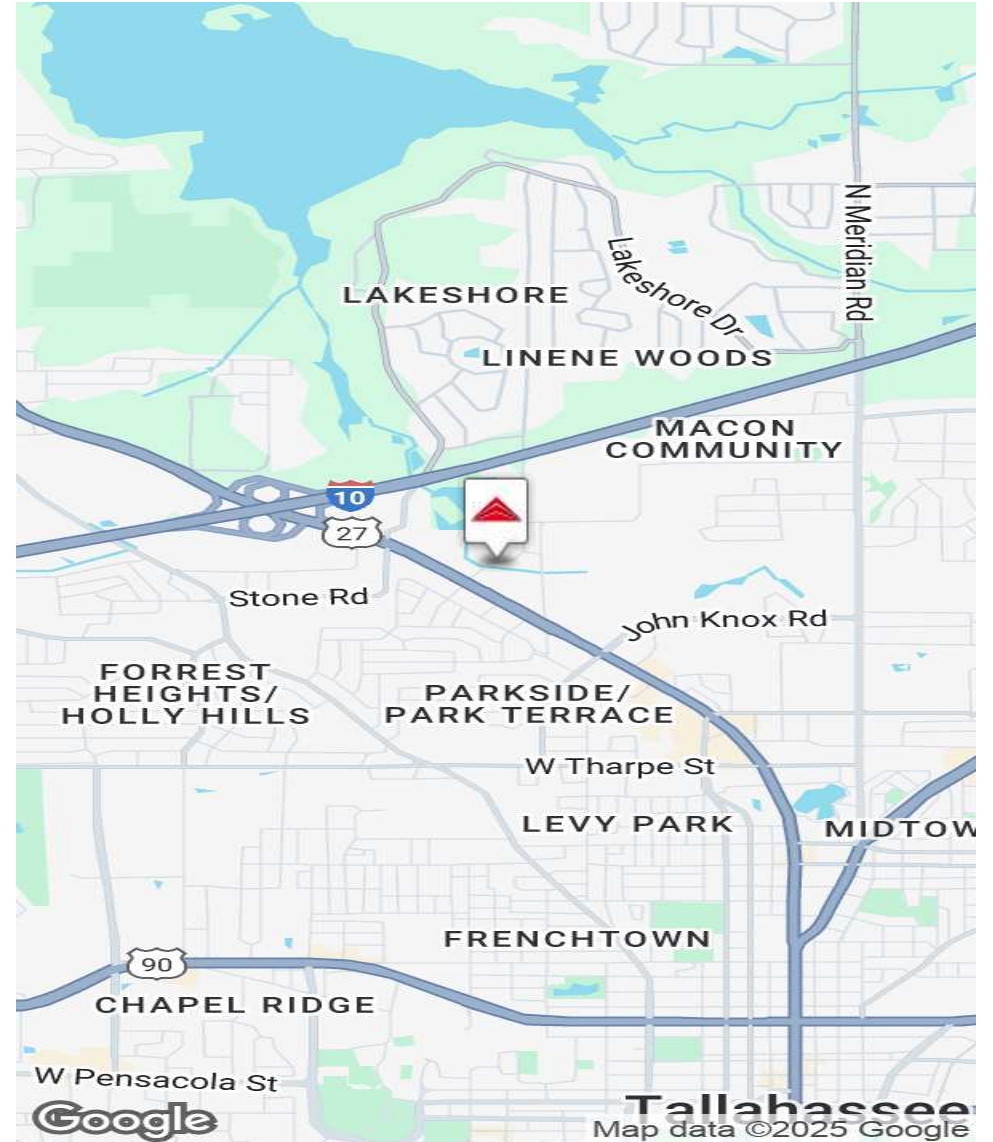 N Meridian Rd
Lakeshore Dr
LAKESHORE
LINENE WOODS
MACON
COMMUNITY
10
27
Stone Rd
John Knox Rd
FORREST
HEIGHTS/
HOLLY HILLS
PARKSIDE/
PARK TERRACE
W Tharpe St
LEVY PARK
MIDTOW
FRENCHTOWN
90
CHAPEL RIDGE
W Pensacola St
Google
Tallahassee
Map data ©2025 Google